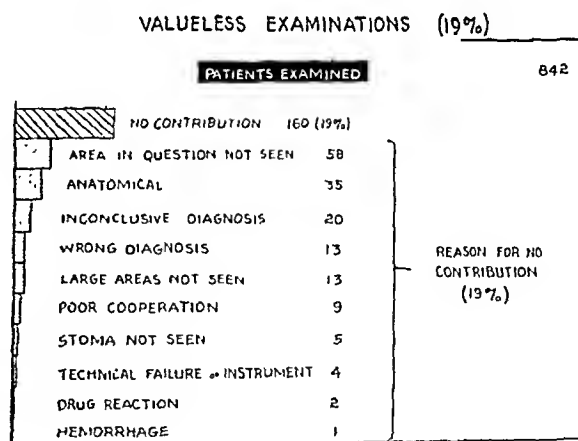 VALUELESS EXAMINATIONS (19%)
PATIENTS EXAMINED 842
NO CONTRIBUTION 160 (19%)
AREA IN QUESTION NOT SEEN 58
ANATOMICAL 35
INCONCLUSIVE DIAGNOSIS 20
WRONG DIAGNOSIS 13
LARGE AREAS NOT SEEN 13
POOR COOPERATION 9
STOMA NOT SEEN 5
TECHNICAL FAILURE INSTRUMENT 4
DRUG REACTION 2
HEMORRHAGE 1
REASON FOR NO
CONTRIBUTION
(19%)